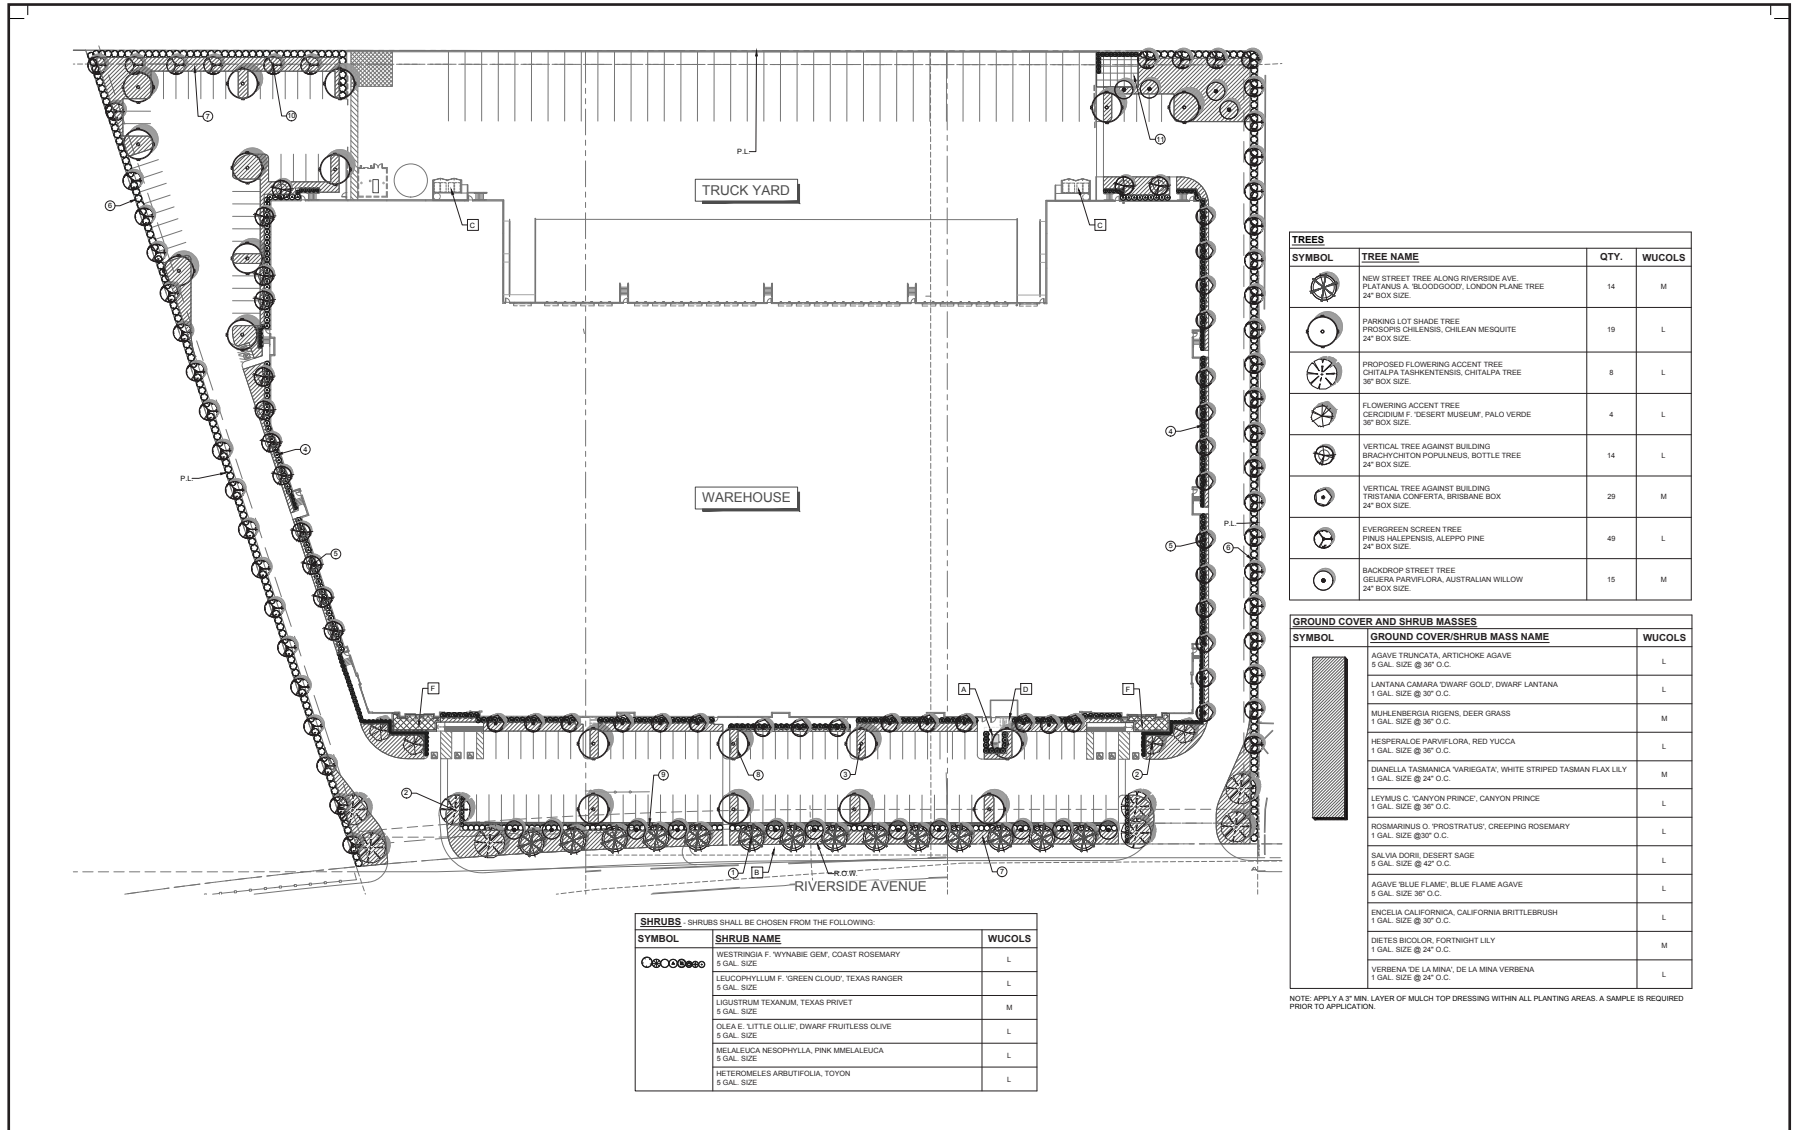 7
10
P.L.
11
TRUCK YARD
6
C
C
4
4
P.L.
WAREHOUSE
P.L.
5
5
6
F
A
D
F
9
8
3
2
2
1
B
R.O.W.
7
RIVERSIDE AVENUE
TREES
SYMBOL TREE NAME QTY. WUCOLS
NEW STREET TREE ALONG RIVERSIDE AVE.
PLATANUS A. 'BLOODGOOD', LONDON PLANE TREE 14 M
24" BOX SIZE.
PARKING LOT SHADE TREE
PROSOPIS CHILENSIS, CHILEAN MESQUITE 19 L
24" BOX SIZE.
PROPOSED FLOWERING ACCENT TREE
CHITALPA TASHKENTENSIS, CHITALPA TREE 8 L
36" BOX SIZE.
FLOWERING ACCENT TREE
CERCIDIUM F. 'DESERT MUSEUM', PALO VERDE 4 L
36" BOX SIZE.
VERTICAL TREE AGAINST BUILDING
BRACHYCHITON POPULNEUS, BOTTLE TREE 14 L
24" BOX SIZE.
VERTICAL TREE AGAINST BUILDING
TRISTANIA CONFERTA, BRISBANE BOX 29 M
24" BOX SIZE.
EVERGREEN SCREEN TREE
PINUS HALEPENSIS, ALEPPO PINE 49 L
24" BOX SIZE.
BACKDROP STREET TREE
GEIJERA PARVIFLORA, AUSTRALIAN WILLOW 15 M
24" BOX SIZE.
GROUND COVER AND SHRUB MASSES
SYMBOL GROUND COVER/SHRUB MASS NAME WUCOLS
AGAVE TRUNCATA, ARTICHOKE AGAVE L
5 GAL. SIZE @ 36" O.C.
LANTANA CAMARA 'DWARF GOLD', DWARF LANTANA L
1 GAL. SIZE @ 30" O.C.
MUHLENBERGIA RIGENS, DEER GRASS M
1 GAL. SIZE @ 36" O.C.
HESPERALOE PARVIFLORA, RED YUCCA L
1 GAL. SIZE @ 36" O.C.
DIANELLA TASMANICA 'VARIEGATA', WHITE STRIPED TASMAN FLAX LILY M
1 GAL. SIZE @ 24" O.C.
LEYMUS C. 'CANYON PRINCE', CANYON PRINCE L
1 GAL. SIZE @ 36" O.C.
ROSMARINUS O. 'PROSTRATUS', CREEPING ROSEMARY L
1 GAL. SIZE @30" O.C.
SALVIA DORII, DESERT SAGE L
5 GAL. SIZE @ 42" O.C.
AGAVE 'BLUE FLAME', BLUE FLAME AGAVE L
5 GAL. SIZE 36" O.C.
ENCELIA CALIFORNICA, CALIFORNIA BRITTLEBRUSH L
1 GAL. SIZE @ 30" O.C.
DIETES BICOLOR, FORTNIGHT LILY M
1 GAL. SIZE @ 24" O.C.
VERBENA 'DE LA MINA', DE LA MINA VERBENA L
1 GAL. SIZE @ 24" O.C.
NOTE: APPLY A 3" MIN. LAYER OF MULCH TOP DRESSING WITHIN ALL PLANTING AREAS. A SAMPLE IS REQUIRED
PRIOR TO APPLICATION.
SHRUBS - SHRUBS SHALL BE CHOSEN FROM THE FOLLOWING:
SYMBOL SHRUB NAME WUCOLS
WESTRINGIA F. 'WYNABIE GEM', COAST ROSEMARY L
5 GAL. SIZE
LEUCOPHYLLUM F. 'GREEN CLOUD', TEXAS RANGER L
5 GAL. SIZE
LIGUSTRUM TEXANUM, TEXAS PRIVET M
5 GAL. SIZE
OLEA E. 'LITTLE OLLIE', DWARF FRUITLESS OLIVE L
5 GAL. SIZE
MELALEUCA NESOPHYLLA, PINK MMELALEUCA L
5 GAL. SIZE
HETEROMELES ARBUTIFOLIA, TOYON L
5 GAL. SIZE